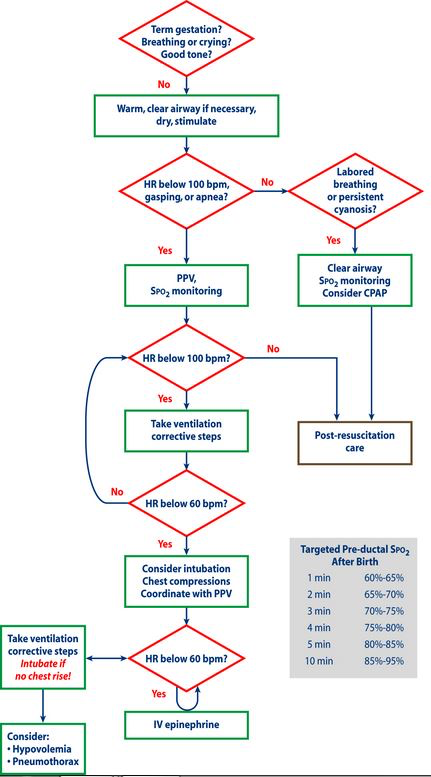 Term gestation?
Breathing or crying?
Good tone?
No
Warm, clear airway if necessary,
dry, stimulate
HR below 100 bpm,
gasping, or apnea?
No
Labored
breathing
or persistent
cyanosis?
Yes
Yes
PPV,
SPO2 monitoring
Clear airway
SPO2 monitoring
Consider CPAP
HR below 100 bpm?
No
Yes
Take ventilation
corrective steps
Post-resuscitation
care
HR below 60 bpm?
No
Yes
Consider intubation
Chest compressions
Coordinate with PPV
Targeted Pre-ductal SPO2
After Birth
1 min 60%-65%
2 min 65%-70%
3 min 70%-75%
4 min 75%-80%
5 min 80%-85%
10 min 85%-95%
Take ventilation
corrective steps
Intubate if
no chest rise!
HR below 60 bpm?
Yes
IV epinephrine
Consider:
• Hypovolemia
• Pneumothorax